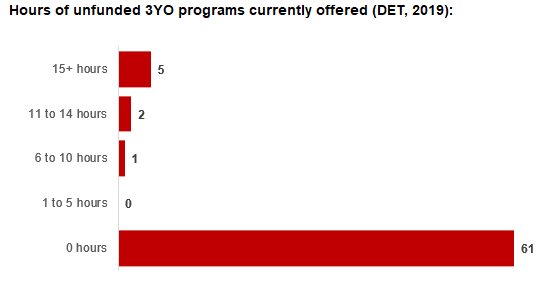 Hours of unfunded 3YO programs currently offered (DET, 2019):
15+ hours 5
11 to 14 hours 2
6 to 10 hours 1
1 to 5 hours 0
0 hours 61